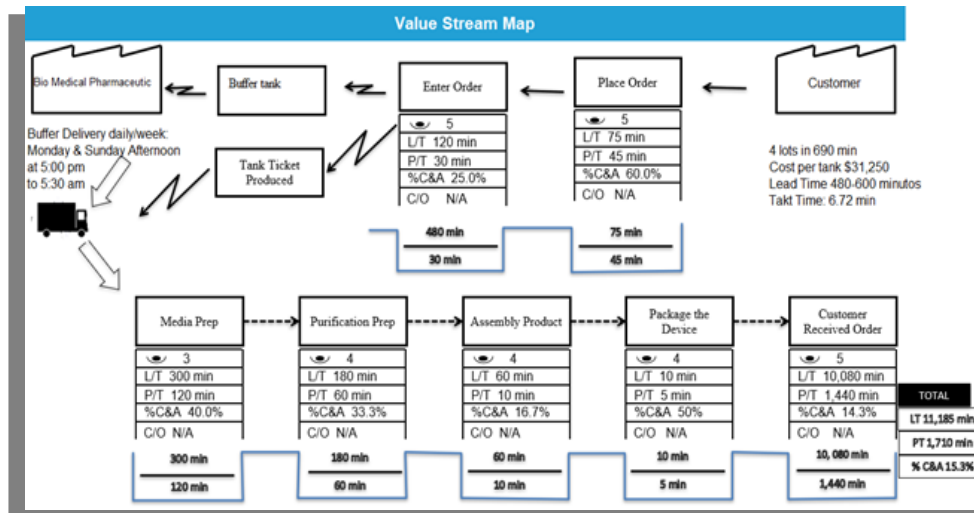 Value Stream Map
Bio Medical Pharmaceutic
Buffer tank
Enter Order
Place Order
Customer
5
L/T 120 min
P/T 30 min
%C&A 25.0%
C/O N/A
5
L/T 75 min
P/T 45 min
%C&A 60.0%
C/O N/A
Buffer Delivery daily/week:
Monday & Sunday Afternoon
at 5:00 pm
to 5:30 am
Tank Ticket
Produced
4 lots in 690 min
Cost per tank $31,250
Lead Time 480-600 minutos
Takt Time: 6.72 min
480 min
30 min
75 min
45 min
Media Prep
Purification Prep
Assembly Product
Package the
Device
Customer
Received Order
3
L/T 300 min
P/T 120 min
%C&A 40.0%
C/O N/A
4
L/T 180 min
P/T 60 min
%C&A 33.3%
C/O N/A
4
L/T 60 min
P/T 10 min
%C&A 16.7%
C/O N/A
4
L/T 10 min
P/T 5 min
%C&A 50%
C/O N/A
5
L/T 10,080 min
P/T 1,440 min
%C&A 14.3%
C/O N/A
300 min
120 min
180 min
60 min
60 min
10 min
10 min
5 min
10, 080 min
1,440 min
TOTAL
LT 11,185 min
PT 1,710 min
% C&A 15.3%